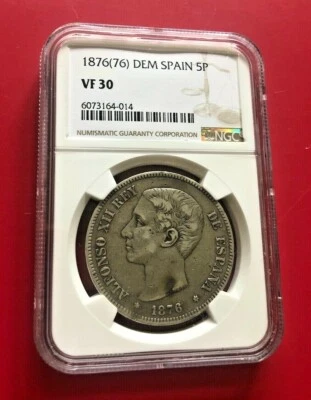 1876(76) DEM SPAIN 5P
VF 30
6073164-014
NUMISMATIC GUARANTY CORPORATION
NGC
ALFONSO XII REY DE ESPAÑA
1876